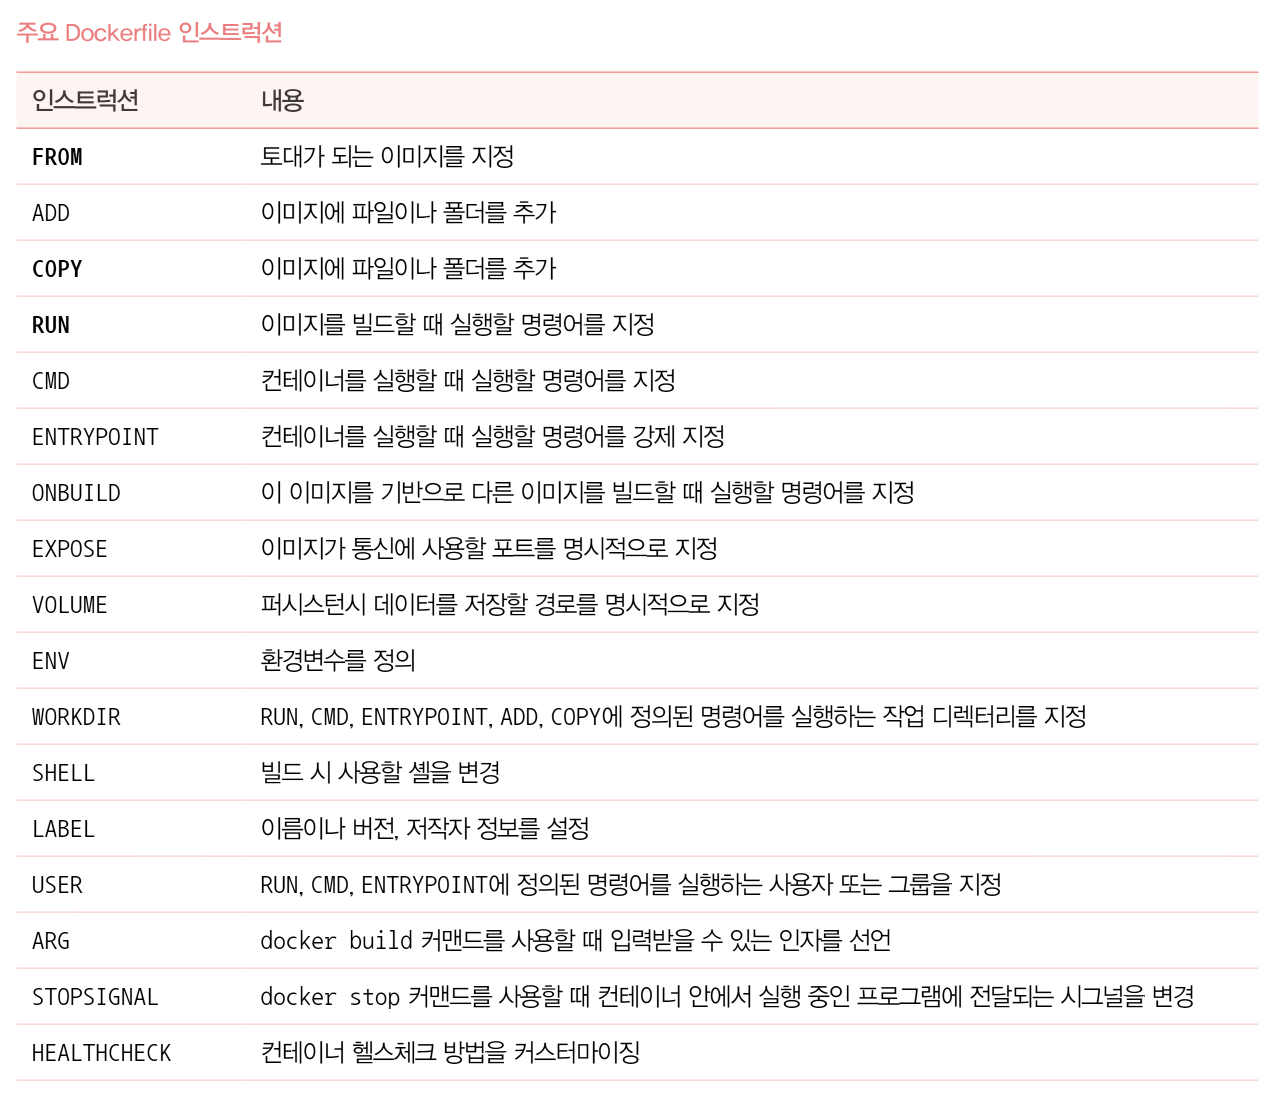 주요 Dockerfile 인스트럭션
인스트럭션 내용
FROM 토대가 되는 이미지를 지정
ADD 이미지에 파일이나 폴더를 추가
COPY 이미지에 파일이나 폴더를 추가
RUN 이미지를 빌드할 때 실행할 명령어를 지정
CMD 컨테이너를 실행할 때 실행할 명령어를 지정
ENTRYPOINT 컨테이너를 실행할 때 실행할 명령어를 강제 지정
ONBUILD 이 이미지를 기반으로 다른 이미지를 빌드할 때 실행할 명령어를 지정
EXPOSE 이미지가 통신에 사용할 포트를 명시적으로 지정
VOLUME 퍼시스턴시 데이터를 저장할 경로를 명시적으로 지정
ENV 환경변수를 정의
WORKDIR RUN, CMD, ENTRYPOINT, ADD, COPY에 정의된 명령어를 실행하는 작업 디렉터리를 지정
SHELL 빌드 시 사용할 셸을 변경
LABEL 이름이나 버전, 저작자 정보를 설정
USER RUN, CMD, ENTRYPOINT에 정의된 명령어를 실행하는 사용자 또는 그룹을 지정
ARG docker build 커맨드를 사용할 때 입력받을 수 있는 인자를 선언
STOPSIGNAL docker stop 커맨드를 사용할 때 컨테이너 안에서 실행 중인 프로그램에 전달되는 시그널을 변경
HEALTHCHECK 컨테이너 헬스체크 방법을 커스터마이징